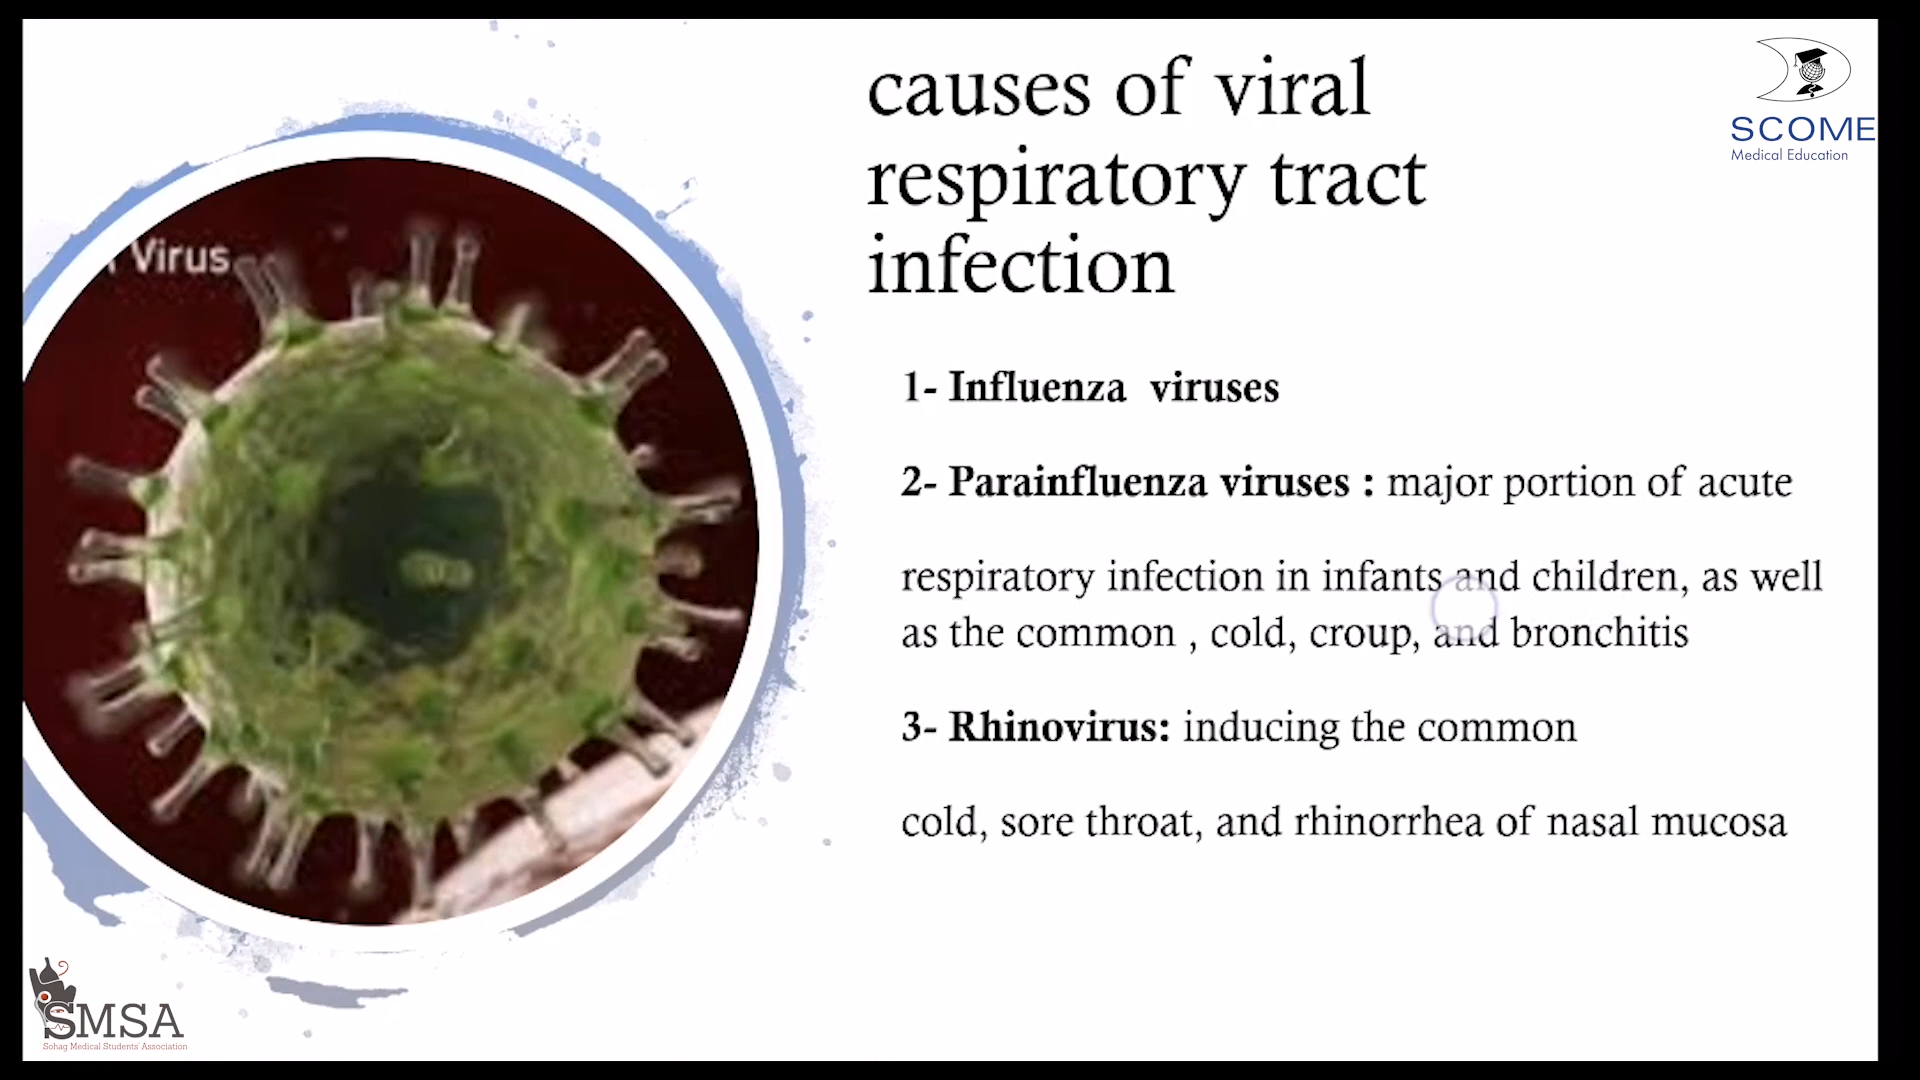 causes of viral
respiratory tract
infection
SCOME
Medical Education
Virus
1- Influenza viruses
2- Parainfluenza viruses : major portion of acute
respiratory infection in infants and children, as well
as the common , cold, croup, and bronchitis
3- Rhinovirus: inducing the common
cold, sore throat, and rhinorrhea of nasal mucosa
SMSA
Sohag Medical Students' Association